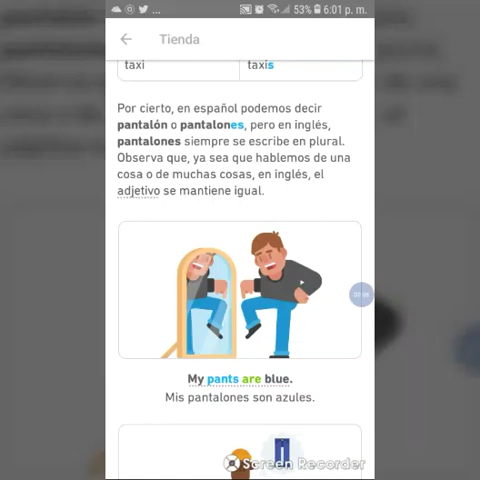 53% 6:01 p. m.
Tienda
taxi taxis
Por cierto, en español podemos decir
pantalón o pantalones, pero en inglés,
pantalones siempre se escribe en plural.
Observa que, ya sea que hablemos de una
cosa o de muchas cosas, en inglés, el
adjetivo se mantiene igual.
My pants are blue.
Mis pantalones son azules.
Screen Recorder